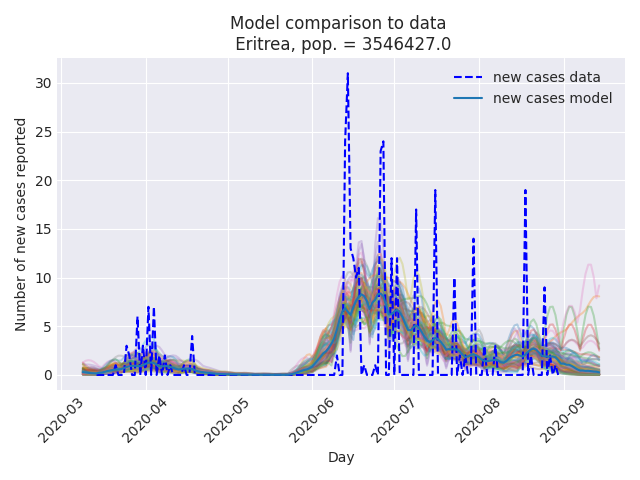 Model comparison to data
Eritrea, pop. = 3546427.0
new cases data
new cases model
Number of new cases reported
30
25
20
15
10
5
0
2020-03
2020-04
2020-05
2020-06
2020-07
2020-08
2020-09
Day